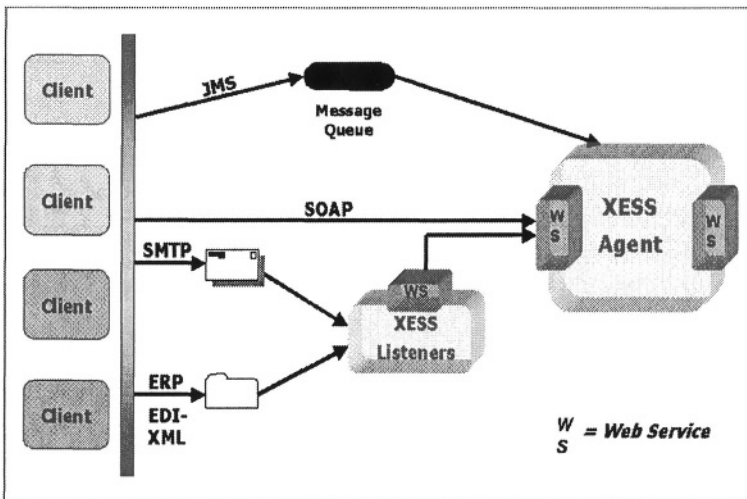 Client
JMS
Message
Queue
Client
SOAP
W
S
XESS
Agent
W
S
SMTP
Client
WS
XESS
Listeners
Client
ERP
EDI-
XML
W
S = Web Service